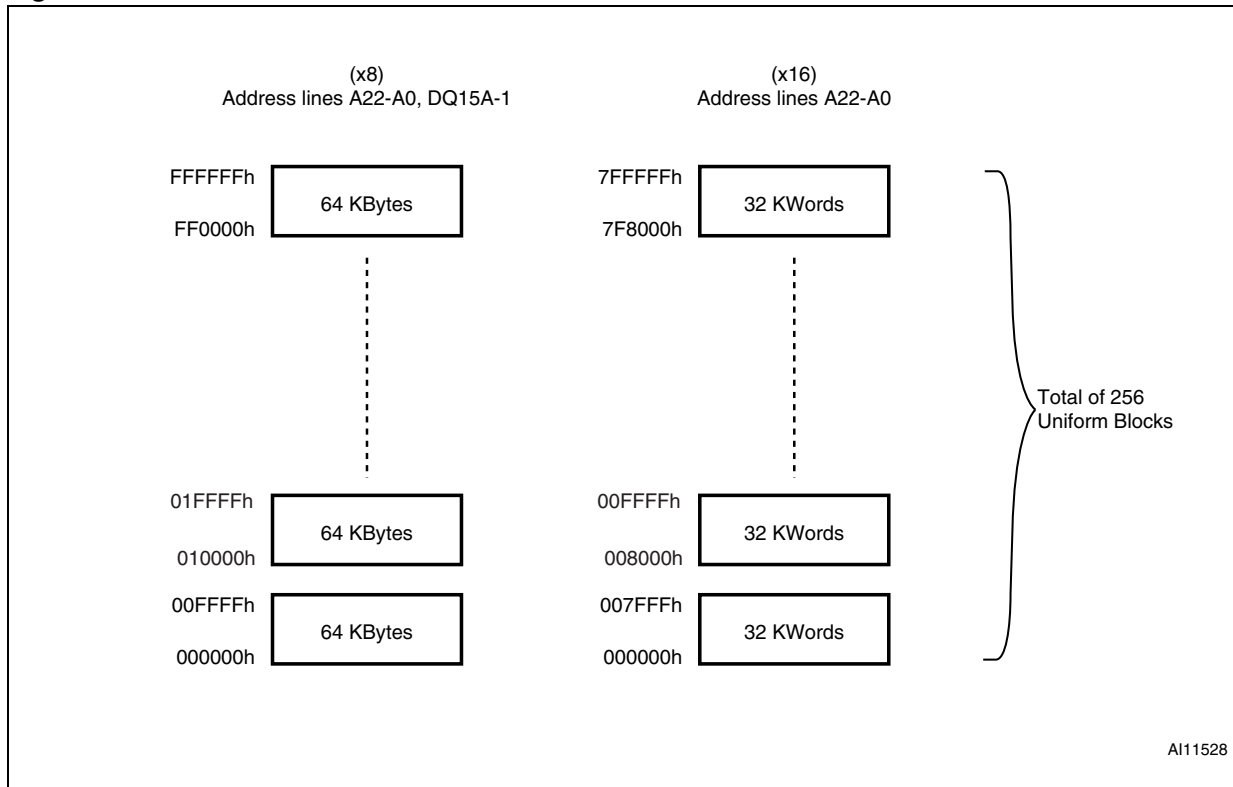 (x8)
Address lines A22-A0, DQ15A-1
(x16)
Address lines A22-A0
FFFFFFh
64 KBytes
FF0000h
7FFFFFh
32 KWords
7F8000h
Total of 256
Uniform Blocks
01FFFFh
64 KBytes
010000h
00FFFFh
32 KWords
008000h
00FFFFh
64 KBytes
000000h
007FFFh
32 KWords
000000h
AI11528